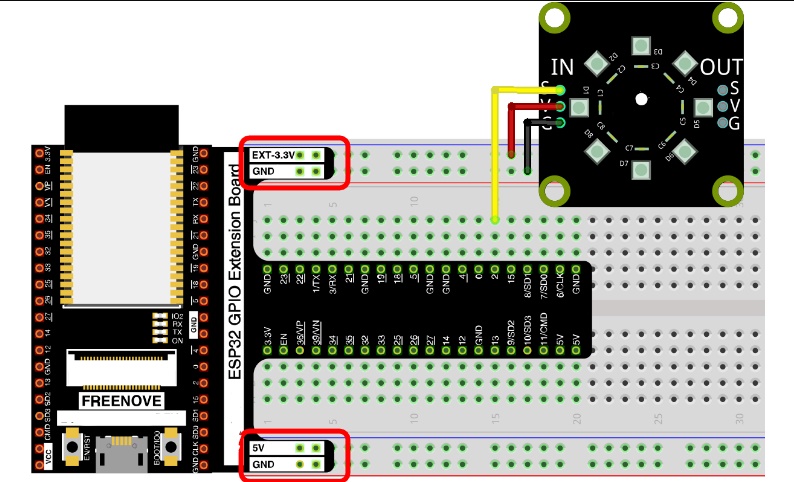 IN
OUT
S
V
G
S
V
G
D1
D2
D3
D4
D5
D6
D7
D8
C1
C2
C3
C4
C5
C6
C7
C8
EXT-3.3V
GND
5V
GND
ESP32 GPIO Extension Board
1 5 10
GND 23 22 1/TX 3/RX 21 GND 19 18 5 GND GND 4 0 2 15 8/SD1 7/SD0 6/CLK GND
3.3V EN 36/VP 39/VN 34 35 32 33 25 26 27 14 12 GND 13 9/SD2 10/SD3 11/CMD 5V 5V
1 5 10 15 20 25 30
3.3V
EN
VP
VN
34
35
32
33
25
26
27
14
12
GND
13
SD2
SD3
CMD
VCC
GND
23
22
TX
RX
21
GND
19
18
5
GND
4
0
2
15
SD1
SD0
CLK
GND
IO2
RX
TX
ON
FREENOVE
EN/RST
BOOT/IO0